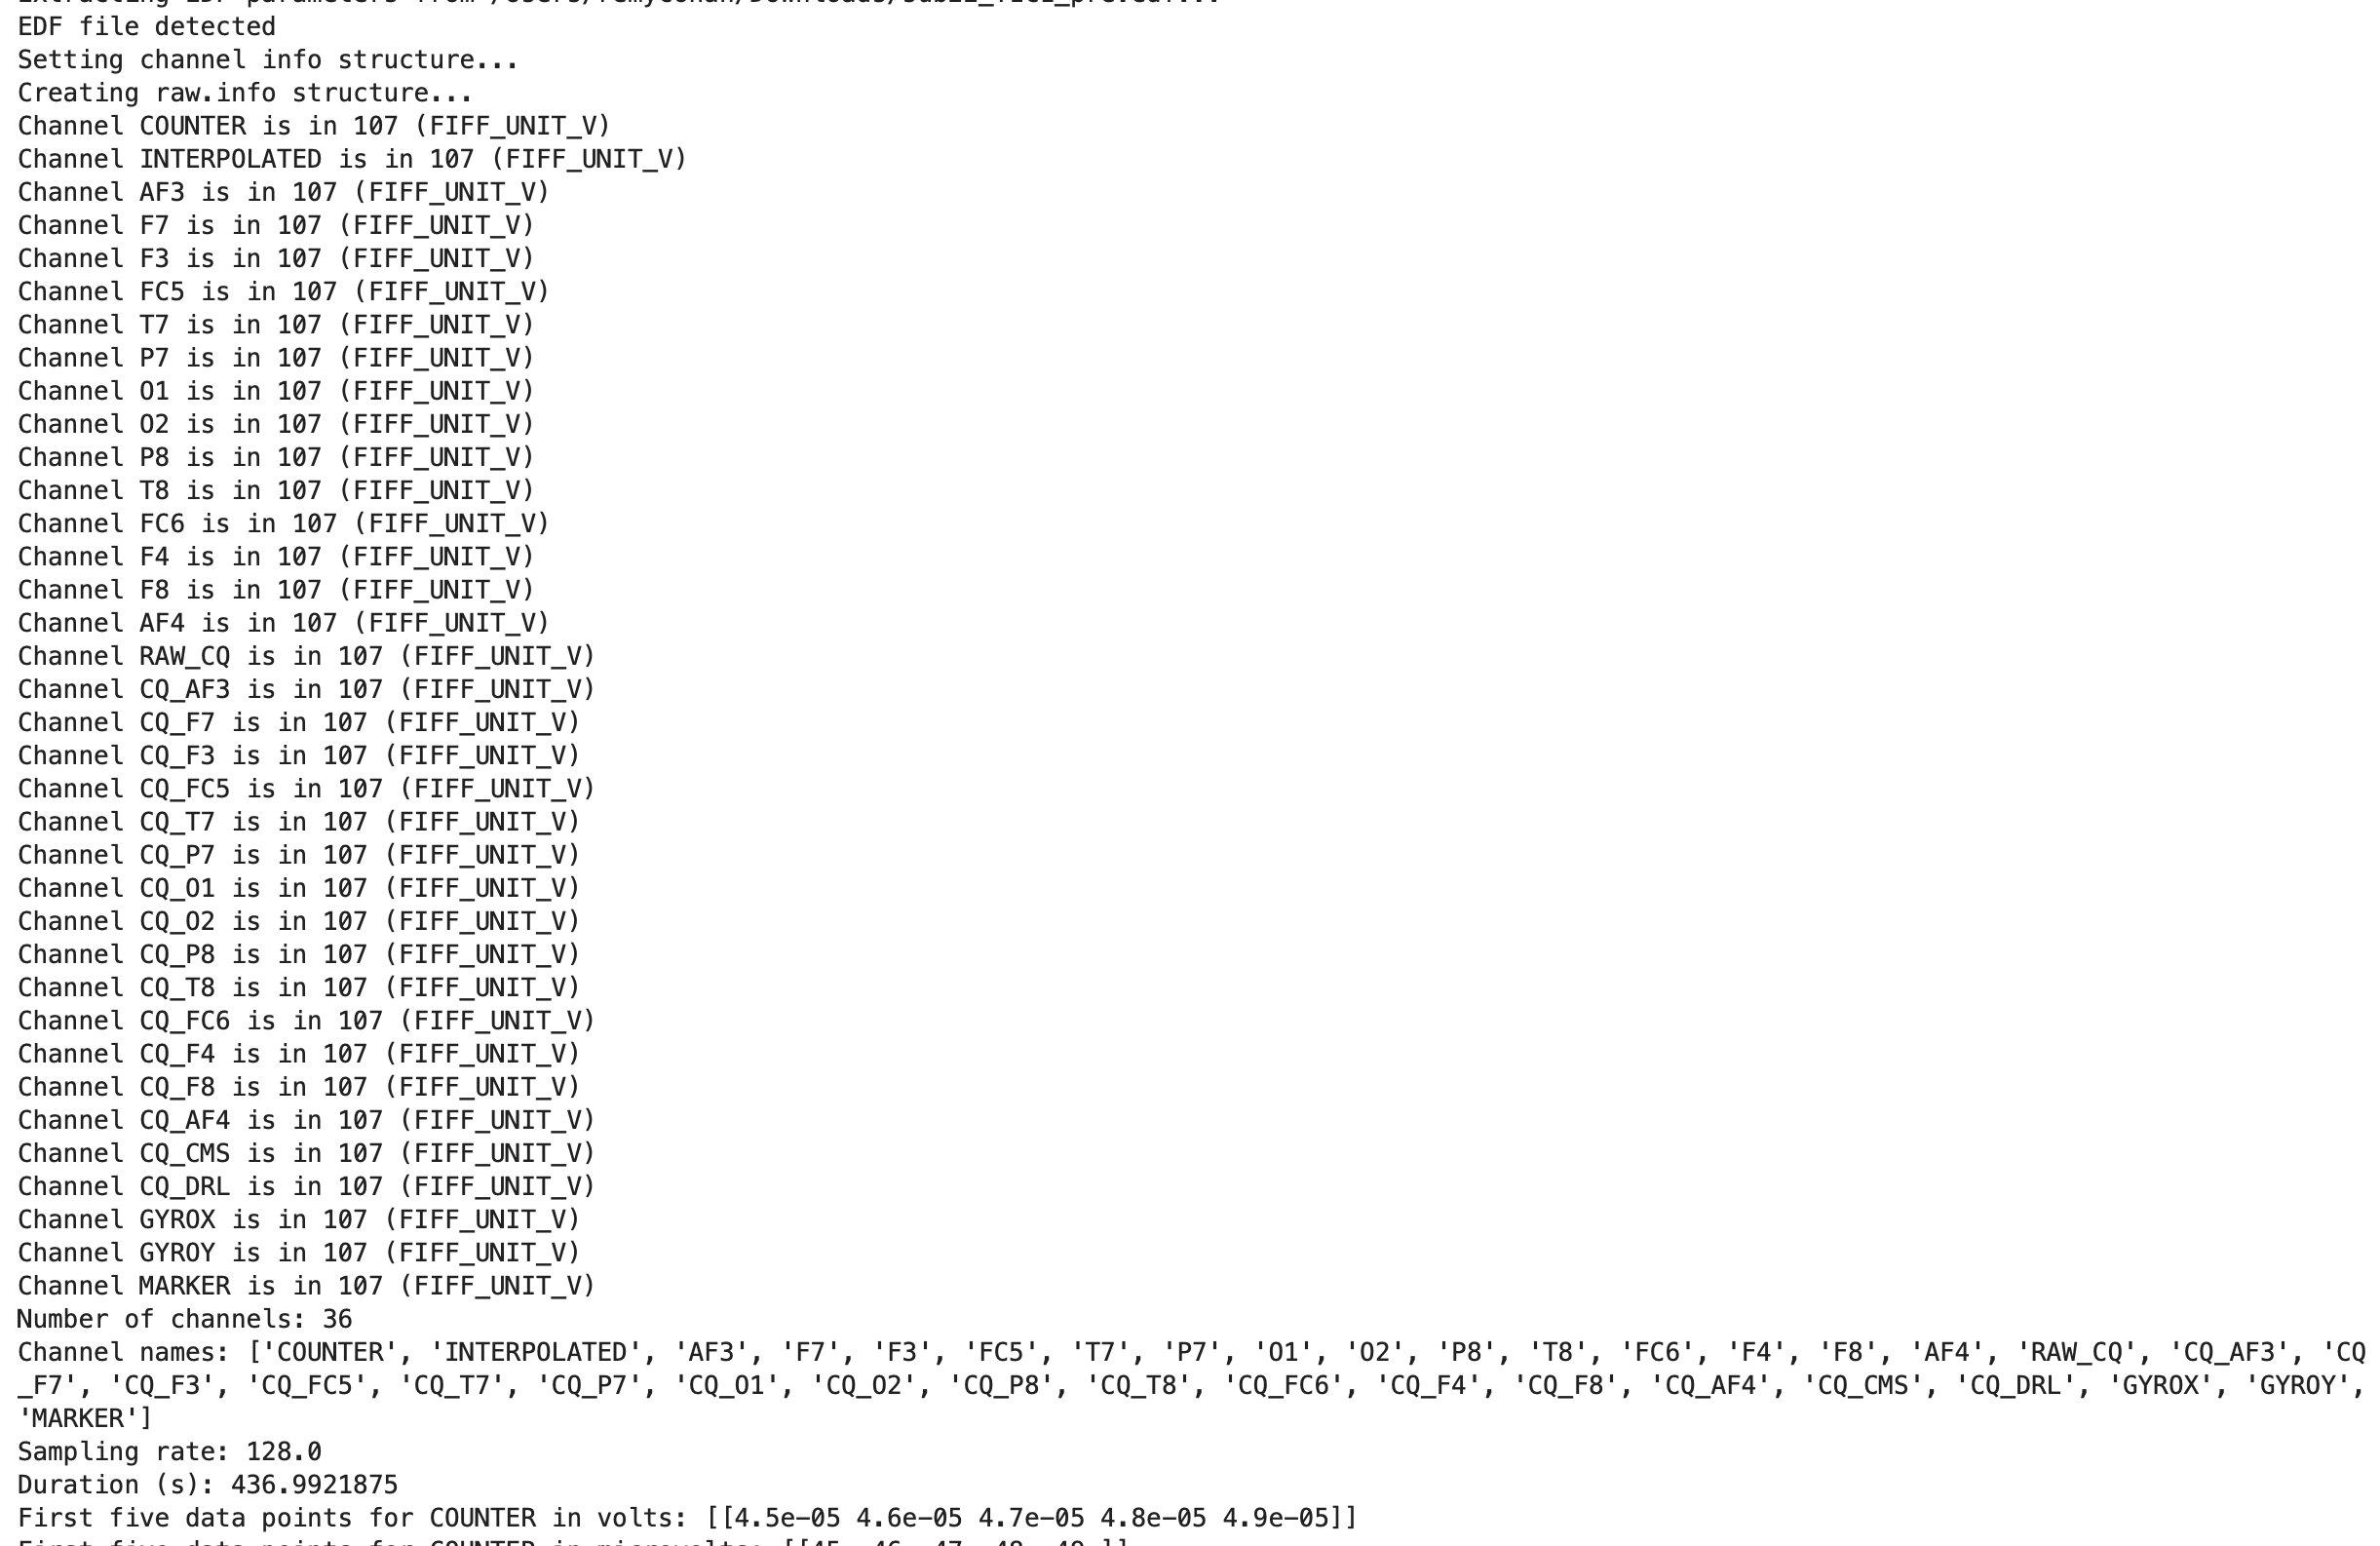 EDF file detected
Setting channel info structure...
Creating raw.info structure...
Channel COUNTER is in 107 (FIFF_UNIT_V)
Channel INTERPOLATED is in 107 (FIFF_UNIT_V)
Channel AF3 is in 107 (FIFF_UNIT_V)
Channel F7 is in 107 (FIFF_UNIT_V)
Channel F3 is in 107 (FIFF_UNIT_V)
Channel FC5 is in 107 (FIFF_UNIT_V)
Channel T7 is in 107 (FIFF_UNIT_V)
Channel P7 is in 107 (FIFF_UNIT_V)
Channel O1 is in 107 (FIFF_UNIT_V)
Channel O2 is in 107 (FIFF_UNIT_V)
Channel P8 is in 107 (FIFF_UNIT_V)
Channel T8 is in 107 (FIFF_UNIT_V)
Channel FC6 is in 107 (FIFF_UNIT_V)
Channel F4 is in 107 (FIFF_UNIT_V)
Channel F8 is in 107 (FIFF_UNIT_V)
Channel AF4 is in 107 (FIFF_UNIT_V)
Channel RAW_CQ is in 107 (FIFF_UNIT_V)
Channel CQ_AF3 is in 107 (FIFF_UNIT_V)
Channel CQ_F7 is in 107 (FIFF_UNIT_V)
Channel CQ_F3 is in 107 (FIFF_UNIT_V)
Channel CQ_FC5 is in 107 (FIFF_UNIT_V)
Channel CQ_T7 is in 107 (FIFF_UNIT_V)
Channel CQ_P7 is in 107 (FIFF_UNIT_V)
Channel CQ_O1 is in 107 (FIFF_UNIT_V)
Channel CQ_O2 is in 107 (FIFF_UNIT_V)
Channel CQ_P8 is in 107 (FIFF_UNIT_V)
Channel CQ_T8 is in 107 (FIFF_UNIT_V)
Channel CQ_FC6 is in 107 (FIFF_UNIT_V)
Channel CQ_F4 is in 107 (FIFF_UNIT_V)
Channel CQ_F8 is in 107 (FIFF_UNIT_V)
Channel CQ_AF4 is in 107 (FIFF_UNIT_V)
Channel CQ_CMS is in 107 (FIFF_UNIT_V)
Channel CQ_DRL is in 107 (FIFF_UNIT_V)
Channel GYROX is in 107 (FIFF_UNIT_V)
Channel GYROY is in 107 (FIFF_UNIT_V)
Channel MARKER is in 107 (FIFF_UNIT_V)
Number of channels: 36
Channel names: ['COUNTER', 'INTERPOLATED', 'AF3', 'F7', 'F3', 'FC5', 'T7', 'P7', 'O1', 'O2', 'P8', 'T8', 'FC6', 'F4', 'F8', 'AF4', 'RAW_CQ', 'CQ_AF3', 'CQ
_F7', 'CQ_F3', 'CQ_FC5', 'CQ_T7', 'CQ_P7', 'CQ_O1', 'CQ_O2', 'CQ_P8', 'CQ_T8', 'CQ_FC6', 'CQ_F4', 'CQ_F8', 'CQ_AF4', 'CQ_CMS', 'CQ_DRL', 'GYROX', 'GYROY',
'MARKER']
Sampling rate: 128.0
Duration (s): 436.9921875
First five data points for COUNTER in volts: [[4.5e-05 4.6e-05 4.7e-05 4.8e-05 4.9e-05]]
First five data points for COUNTER in microvolts: [[45. 46. 47. 48. 49.]]